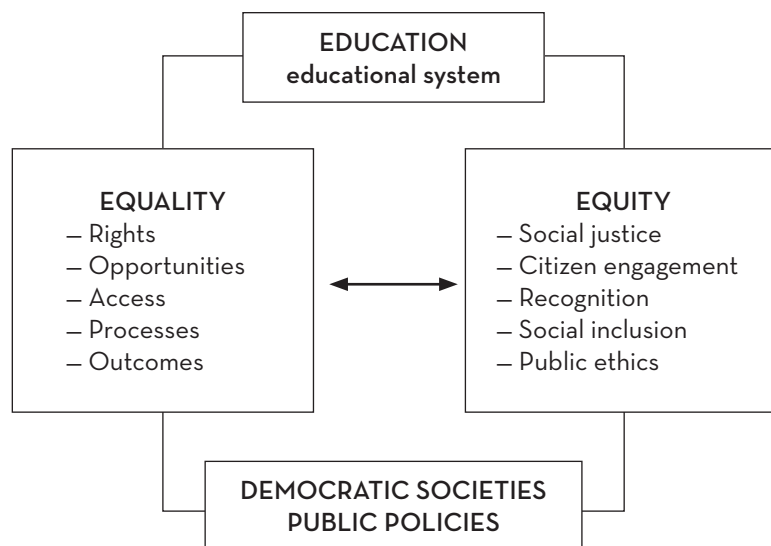 EDUCATION
educational system
EQUALITY
– Rights
– Opportunities
– Access
– Processes
– Outcomes
EQUITY
– Social justice
– Citizen engagement
– Recognition
– Social inclusion
– Public ethics
DEMOCRATIC SOCIETIES
PUBLIC POLICIES